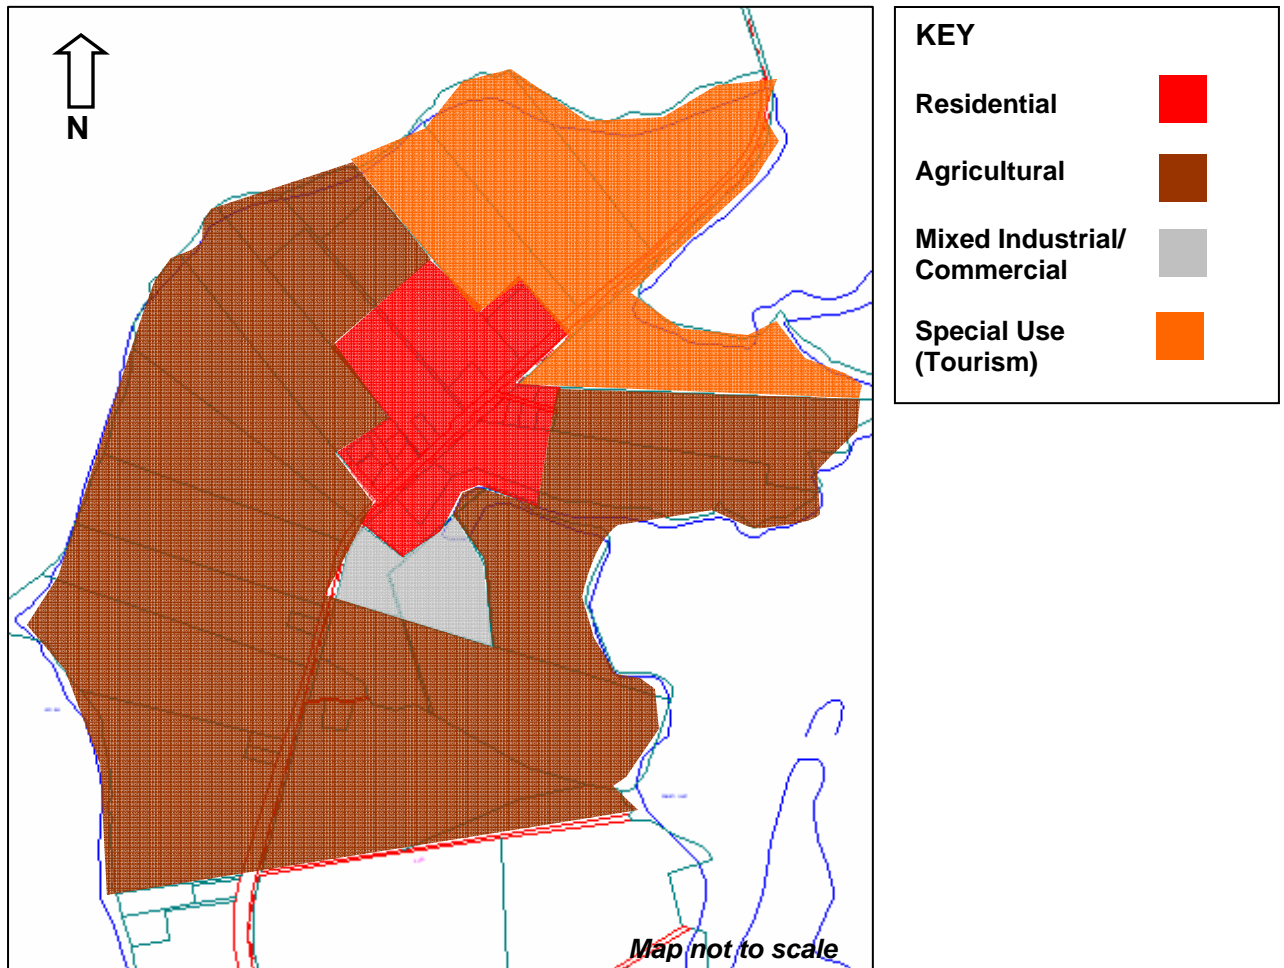 N
Map not to scale
KEY
Residential
Agricultural
Mixed Industrial/
Commercial
Special Use
(Tourism)